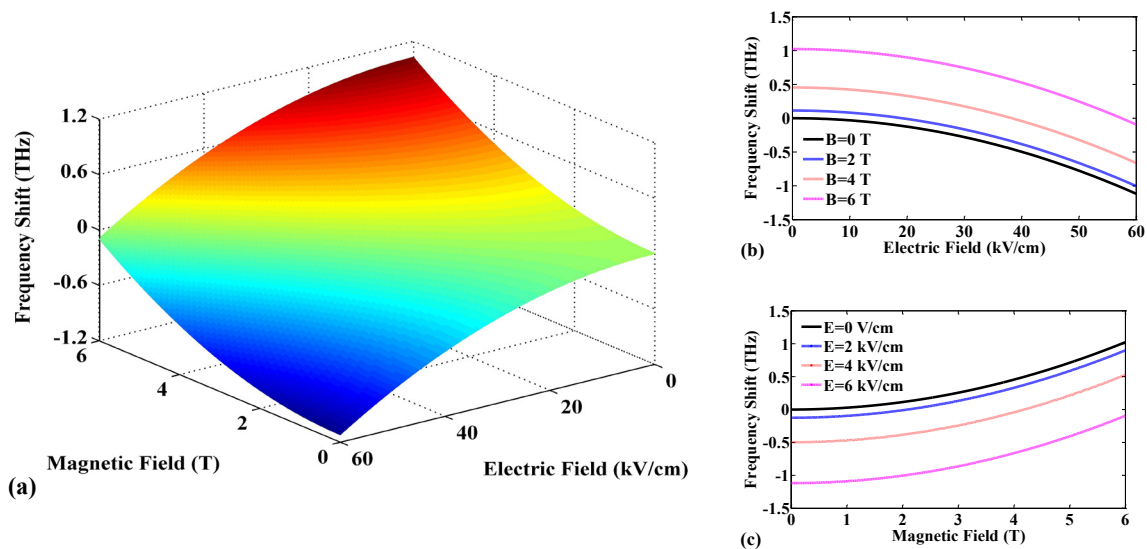 1.2
0.6
0
-0.6
-1.2
Frequency Shift (THz)
6
4
2
0
Magnetic Field (T)
60
40
20
0
Electric Field (kV/cm)
(a)
1.5
1
0.5
0
-0.5
-1
-1.5
Frequency Shift (THz)
B=0 T
B=2 T
B=4 T
B=6 T
0 10 20 30 40 50 60
Electric Field (kV/cm)
(b)
1.5
1
0.5
0
-0.5
-1
-1.5
Frequency Shift (THz)
E=0 V/cm
E=2 kV/cm
E=4 kV/cm
E=6 kV/cm
0 1 2 3 4 5 6
Magnetic Field (T)
(c)